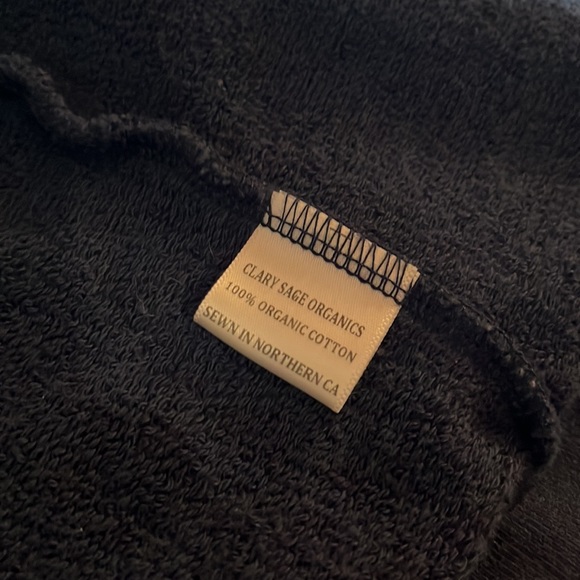 CLARY SAGE ORGANICS
100% ORGANIC COTTON
SEWN IN NORTHERN CA